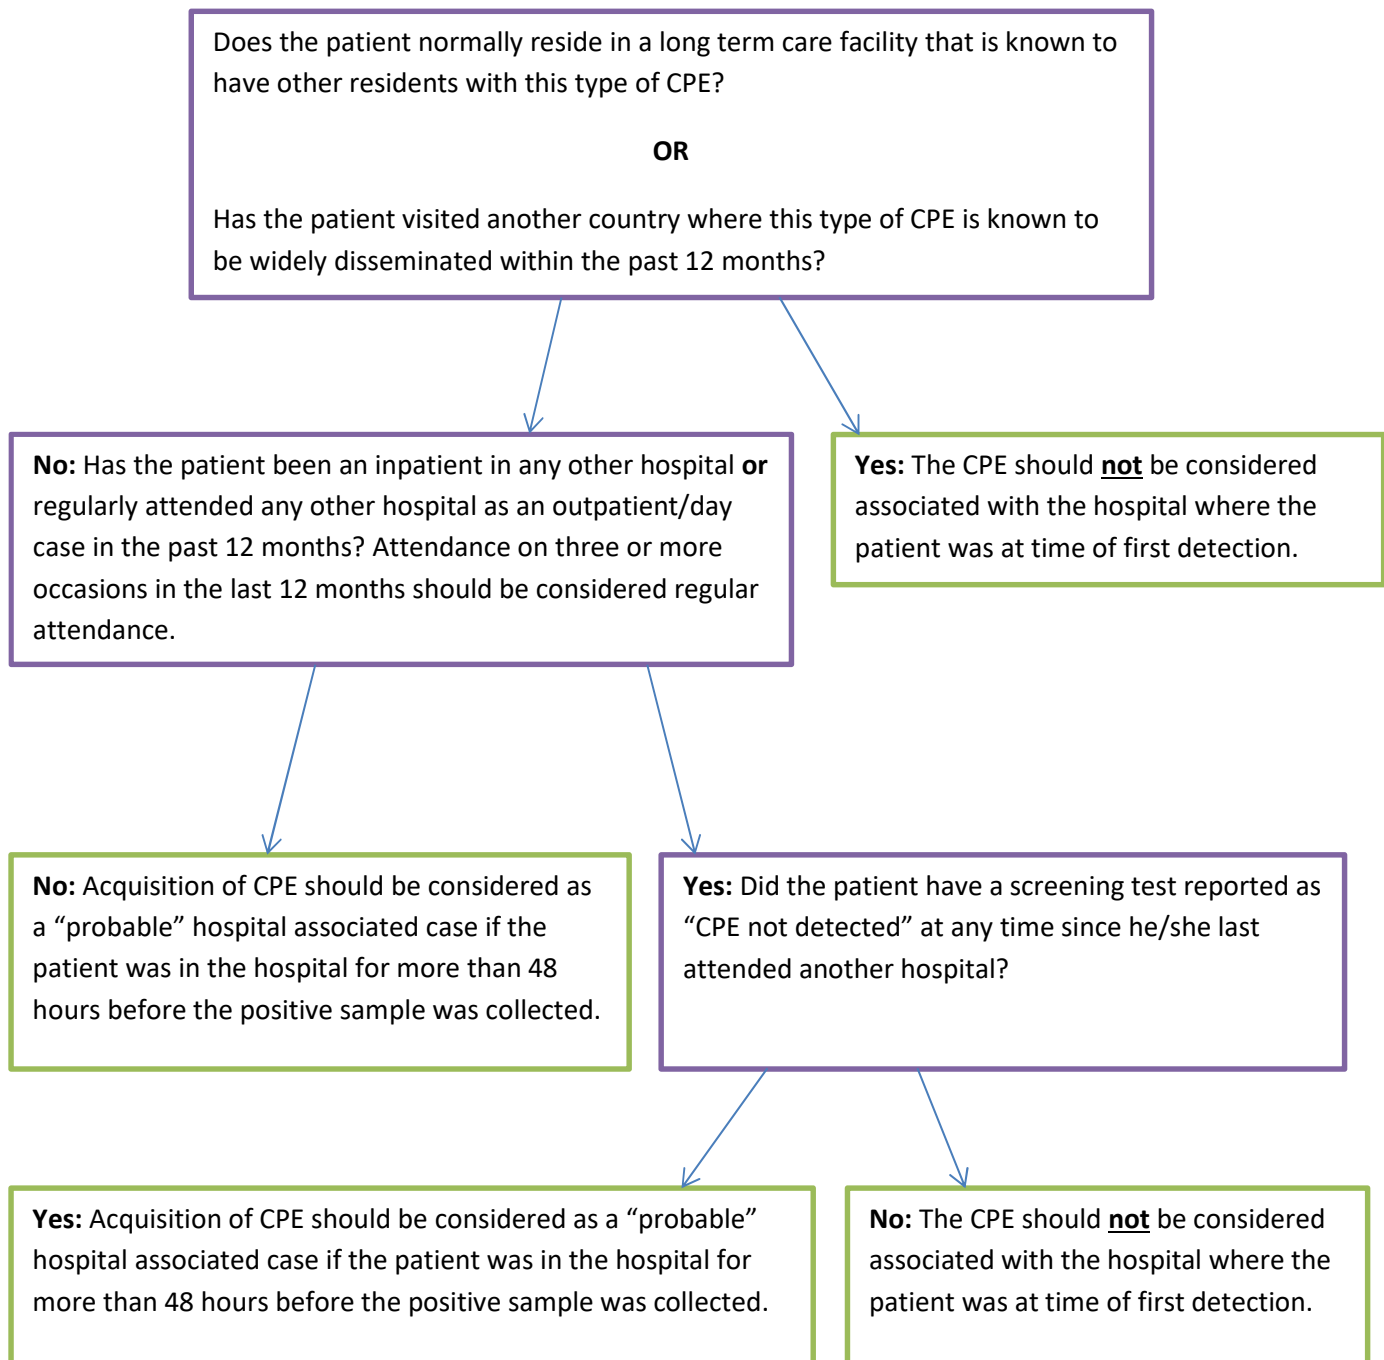 Does the patient normally reside in a long term care facility that is known to
have other residents with this type of CPE?
OR
Has the patient visited another country where this type of CPE is known to
be widely disseminated within the past 12 months?
No: Has the patient been an inpatient in any other hospital or
regularly attended any other hospital as an outpatient/day
case in the past 12 months? Attendance on three or more
occasions in the last 12 months should be considered regular
attendance.
Yes: The CPE should not be considered
associated with the hospital where the
patient was at time of first detection.
No: Acquisition of CPE should be considered as
a “probable” hospital associated case if the
patient was in the hospital for more than 48
hours before the positive sample was collected.
Yes: Did the patient have a screening test reported as
“CPE not detected” at any time since he/she last
attended another hospital?
Yes: Acquisition of CPE should be considered as a “probable”
hospital associated case if the patient was in the hospital for
more than 48 hours before the positive sample was collected.
No: The CPE should not be considered
associated with the hospital where the
patient was at time of first detection.